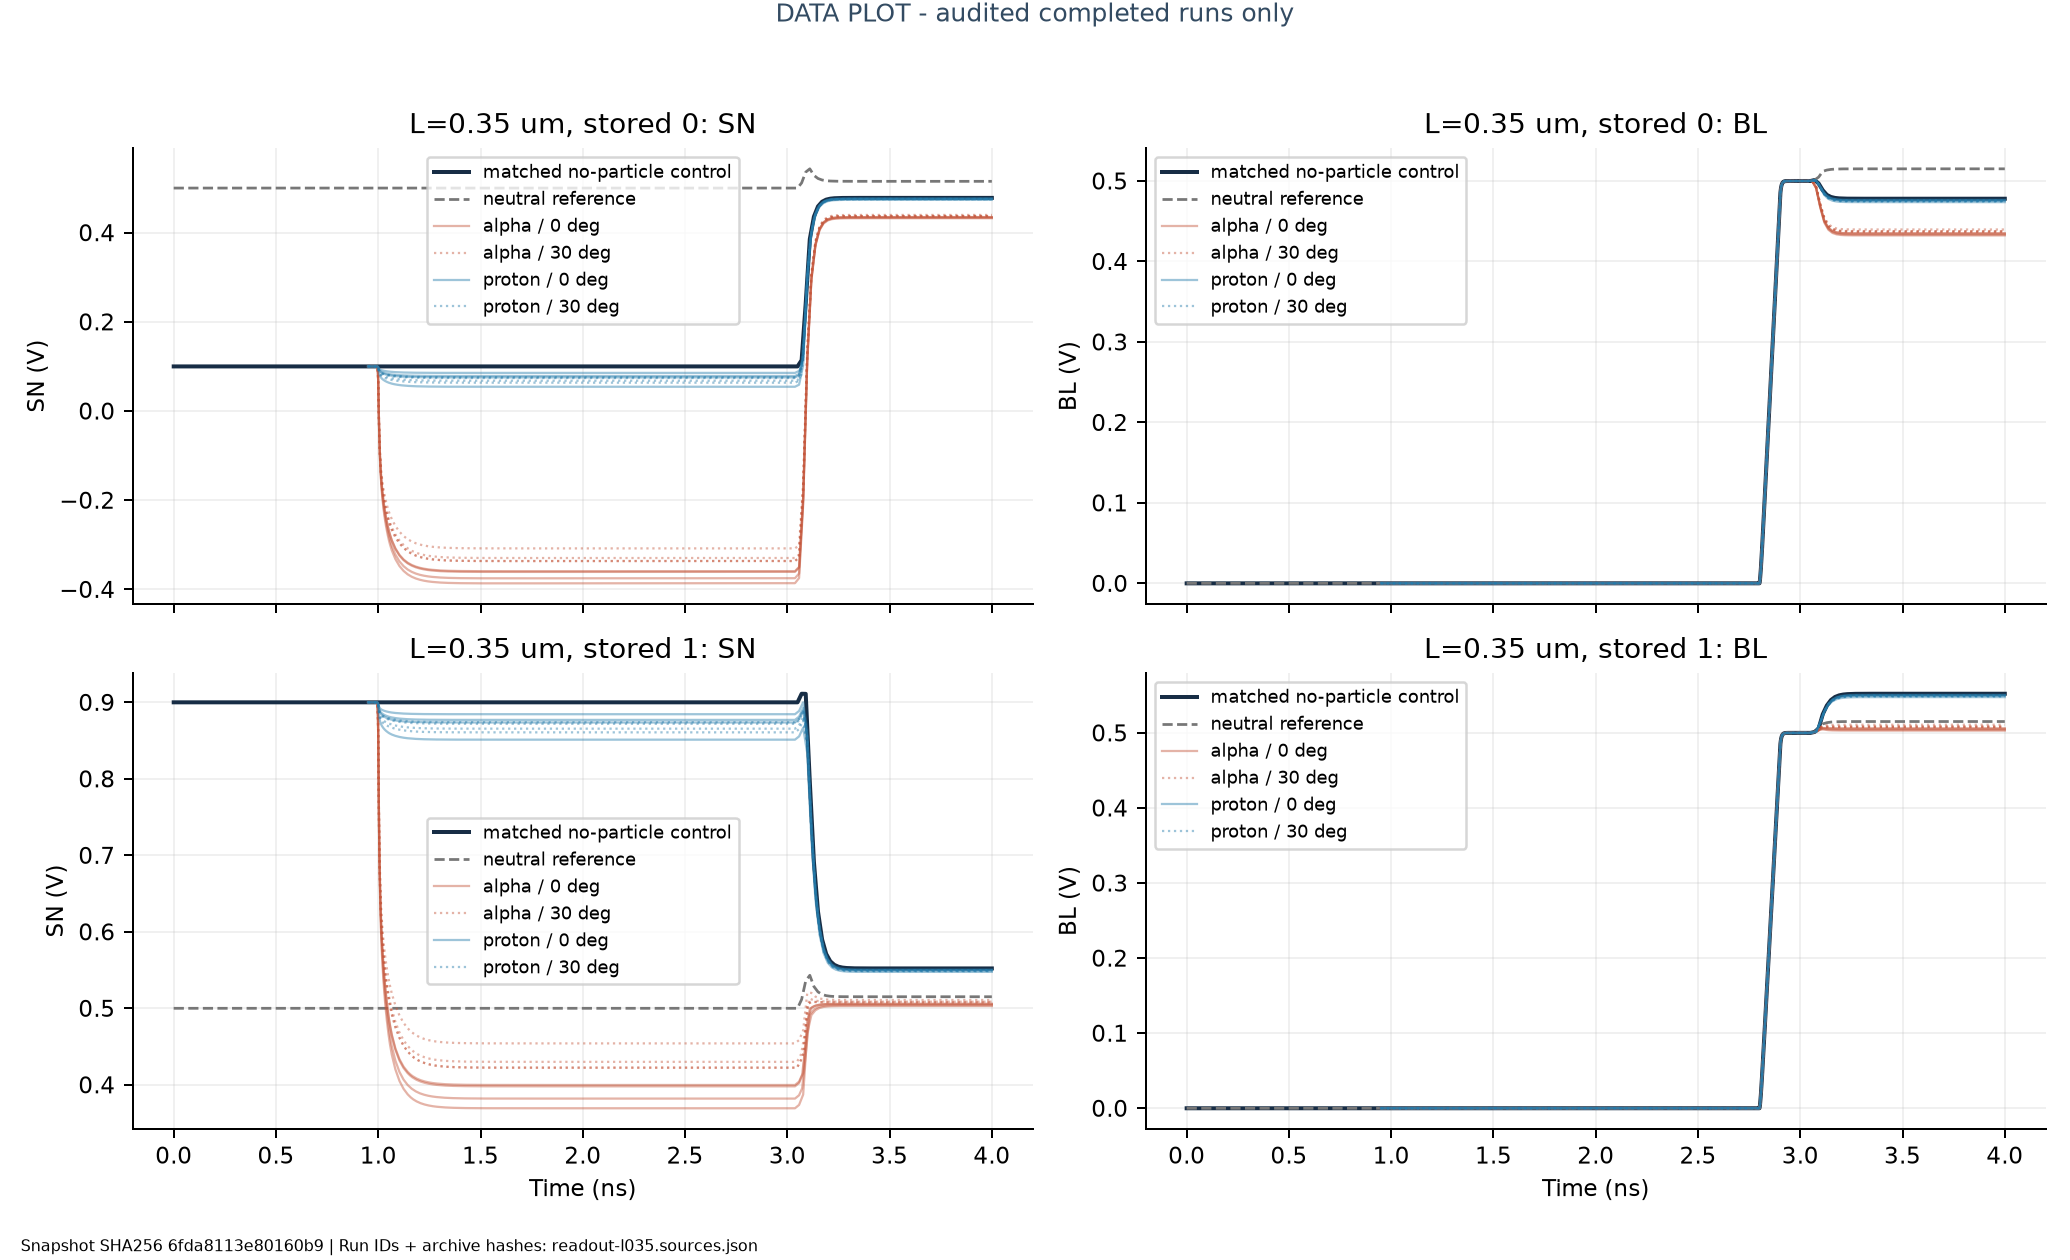 DATA PLOT - audited completed runs only
L=0.35 um, stored 0: SN
matched no-particle control
neutral reference
alpha / 0 deg
alpha / 30 deg
proton / 0 deg
proton / 30 deg
SN (V)
0.4
0.2
0.0
−0.2
−0.4
L=0.35 um, stored 0: BL
matched no-particle control
neutral reference
alpha / 0 deg
alpha / 30 deg
proton / 0 deg
proton / 30 deg
BL (V)
0.5
0.4
0.3
0.2
0.1
0.0
L=0.35 um, stored 1: SN
matched no-particle control
neutral reference
alpha / 0 deg
alpha / 30 deg
proton / 0 deg
proton / 30 deg
SN (V)
0.9
0.8
0.7
0.6
0.5
0.4
0.0 0.5 1.0 1.5 2.0 2.5 3.0 3.5 4.0
Time (ns)
L=0.35 um, stored 1: BL
matched no-particle control
neutral reference
alpha / 0 deg
alpha / 30 deg
proton / 0 deg
proton / 30 deg
BL (V)
0.5
0.4
0.3
0.2
0.1
0.0
0.0 0.5 1.0 1.5 2.0 2.5 3.0 3.5 4.0
Time (ns)
Snapshot SHA256 6fda8113e80160b9 | Run IDs + archive hashes: readout-l035.sources.json